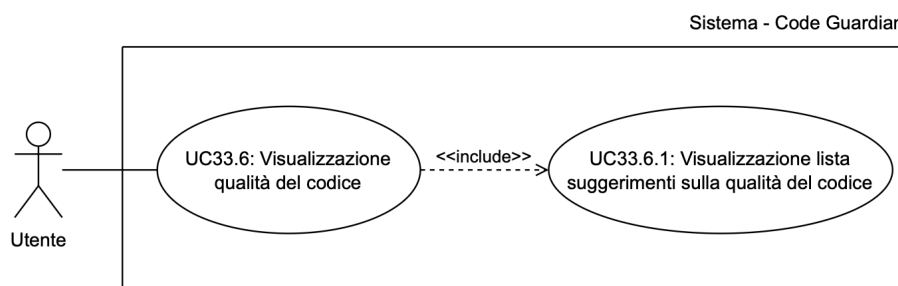 Sistema - Code Guardian
UC33.6: Visualizzazione
qualità del codice
<<include>>
UC33.6.1: Visualizzazione lista
suggerimenti sulla qualità del codice
Utente